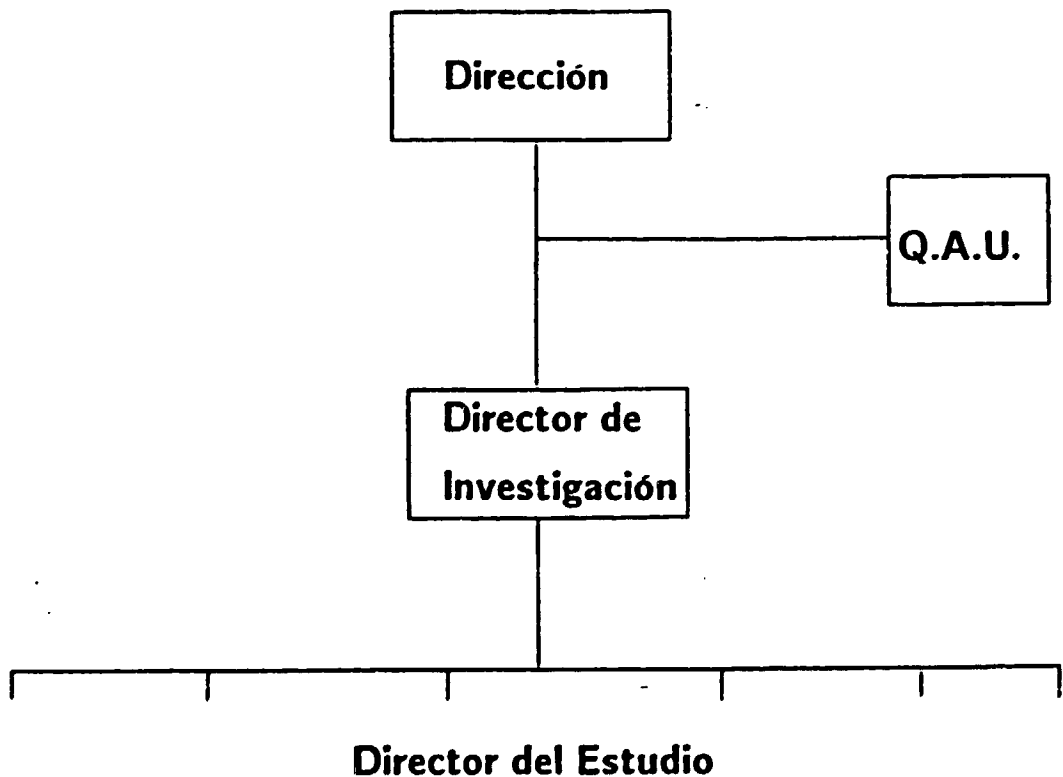 Dirección
Q.A.U.
Director de
Investigación
Director del Estudio